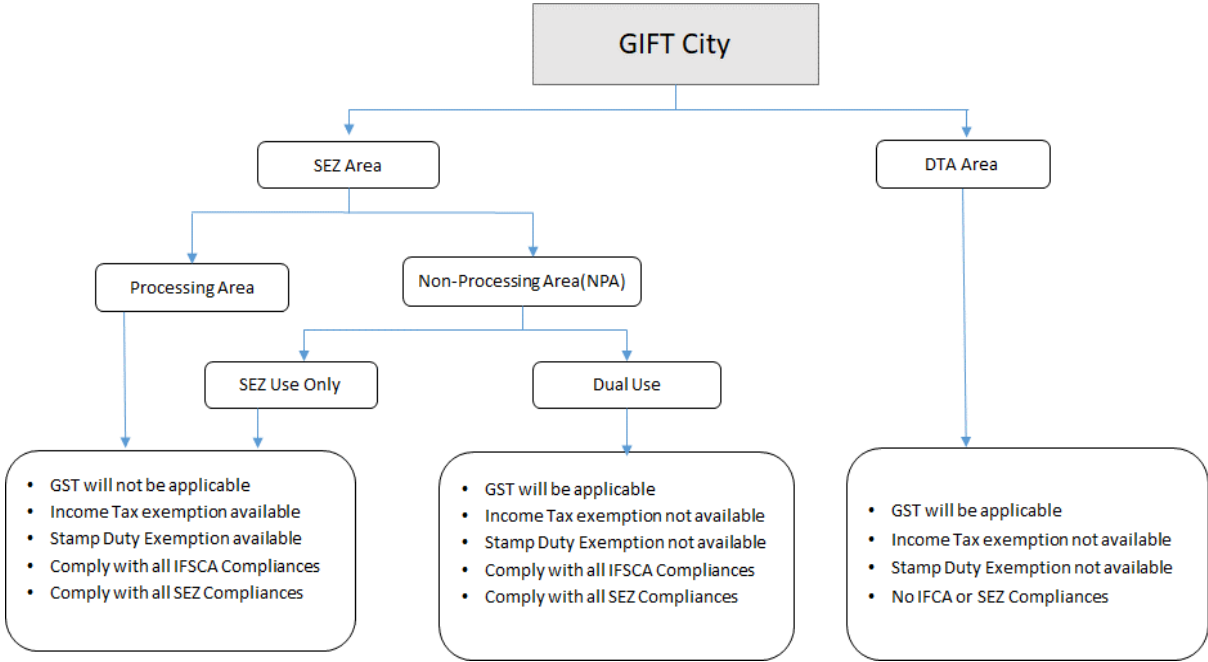 GIFT City
SEZ Area
DTA Area
Processing Area
Non-Processing Area(NPA)
SEZ Use Only
Dual Use
• GST will not be applicable
• Income Tax exemption available
• Stamp Duty Exemption available
• Comply with all IFSCA Compliances
• Comply with all SEZ Compliances
• GST will be applicable
• Income Tax exemption not available
• Stamp Duty Exemption not available
• Comply with all IFSCA Compliances
• Comply with all SEZ Compliances
• GST will be applicable
• Income Tax exemption not available
• Stamp Duty Exemption not available
• No IFCA or SEZ Compliances